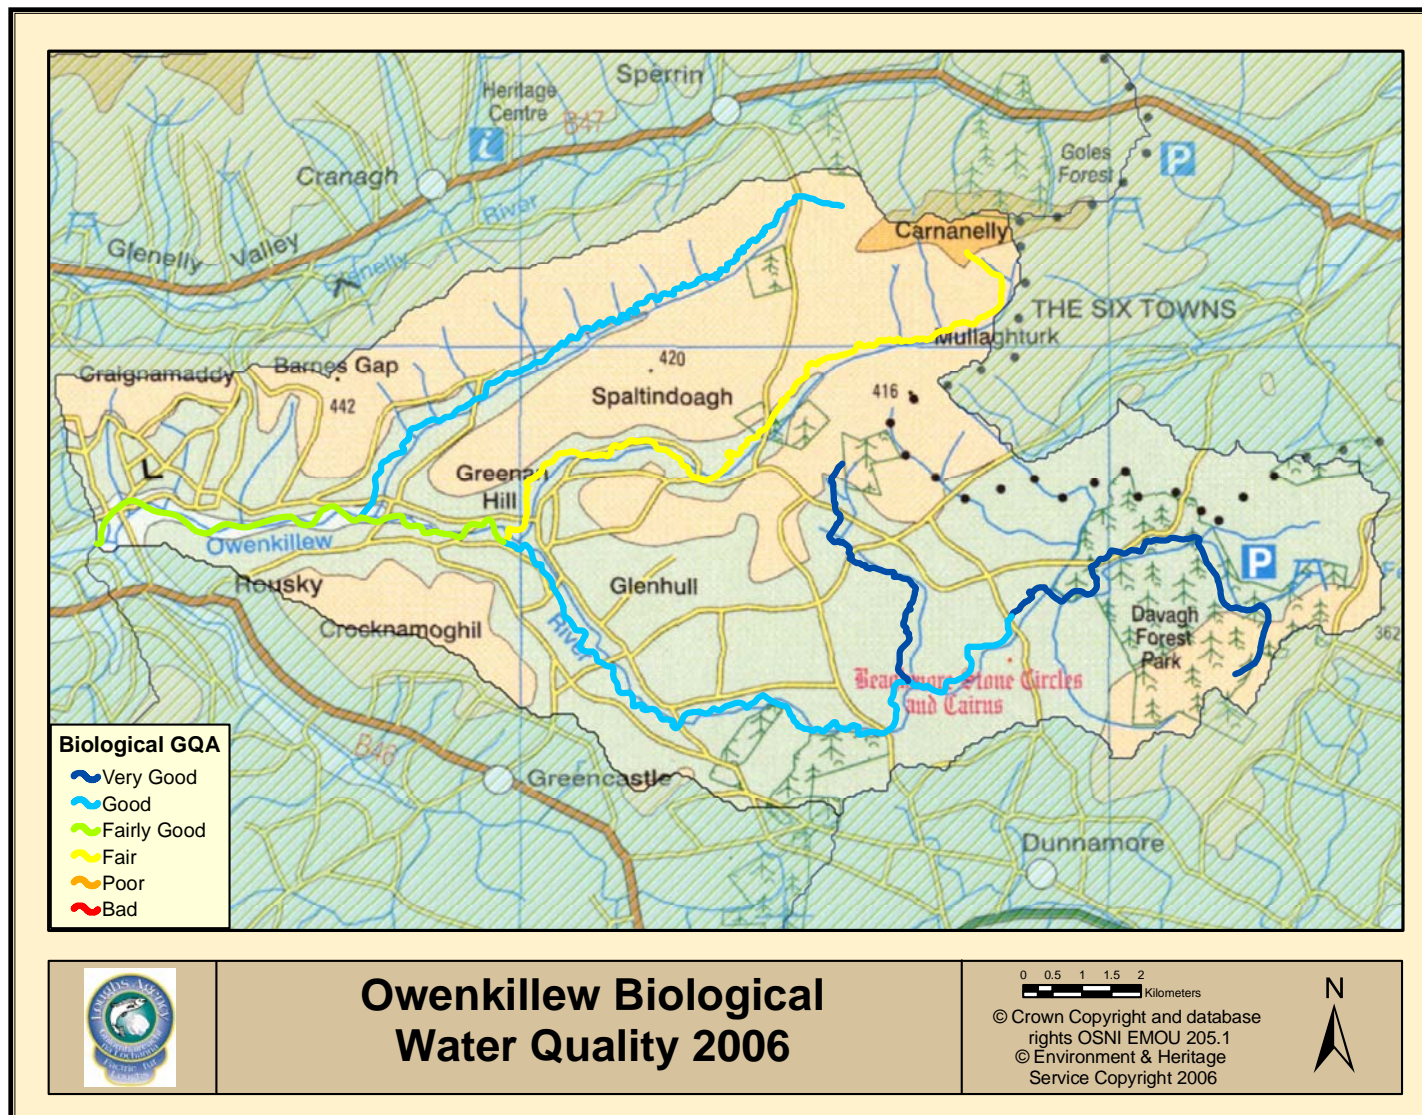 Sperrin
Heritage
Centre
B47
Cranagh
Goles
Forest
P
River
Glenelly
Valley
Glenelly
Carnanelly
THE SIX TOWNS
Mullaghturk
Barnes Gap
Craignamaddy
420
442
Spaltindoagh
416
Greenan
Hill
Owenkillew
Rousky
Glenhull
P
Crocknamoghil
River
Davagh
Forest
Park
362
Beaghmore Stone Circles
and Cairns
B46
Greencastle
Dunnamore
Biological GQA
Very Good
Good
Fairly Good
Fair
Poor
Bad
Loughs Agency
Owenkillew Biological
Water Quality 2006
0 0.5 1 1.5 2
Kilometers
© Crown Copyright and database
rights OSNI EMOU 205.1
© Environment & Heritage
Service Copyright 2006
N